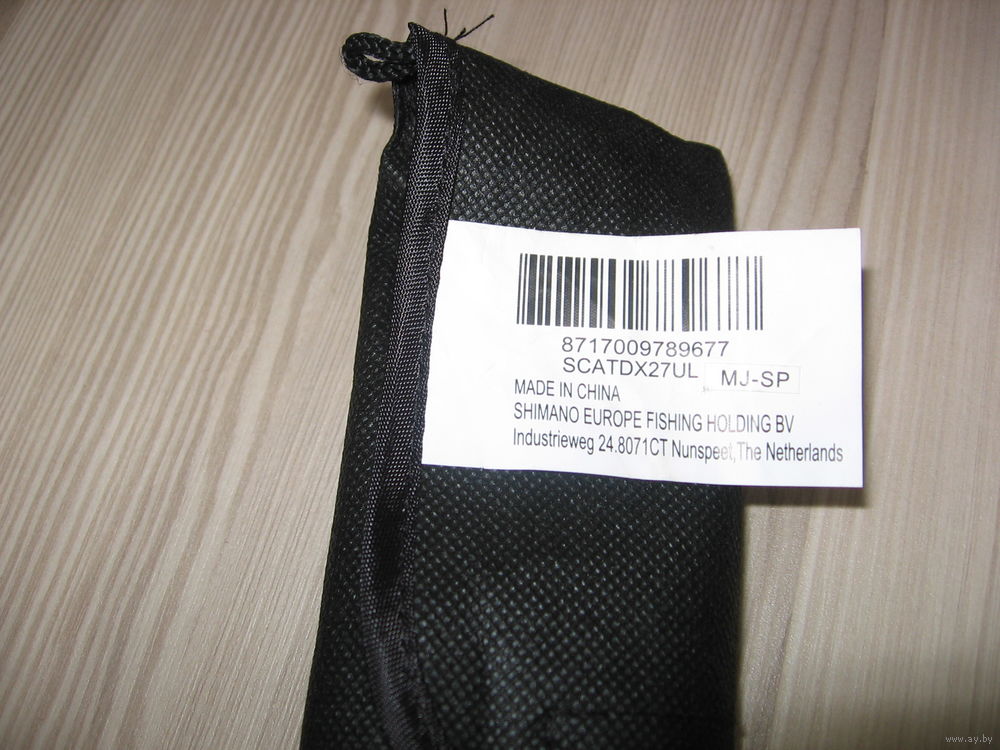 8717009789677
SCATDX27UL MJ-SP
MADE IN CHINA
SHIMANO EUROPE FISHING HOLDING BV
Industrieweg 24.8071CT Nunspeet,The Netherlands
www.ay.by